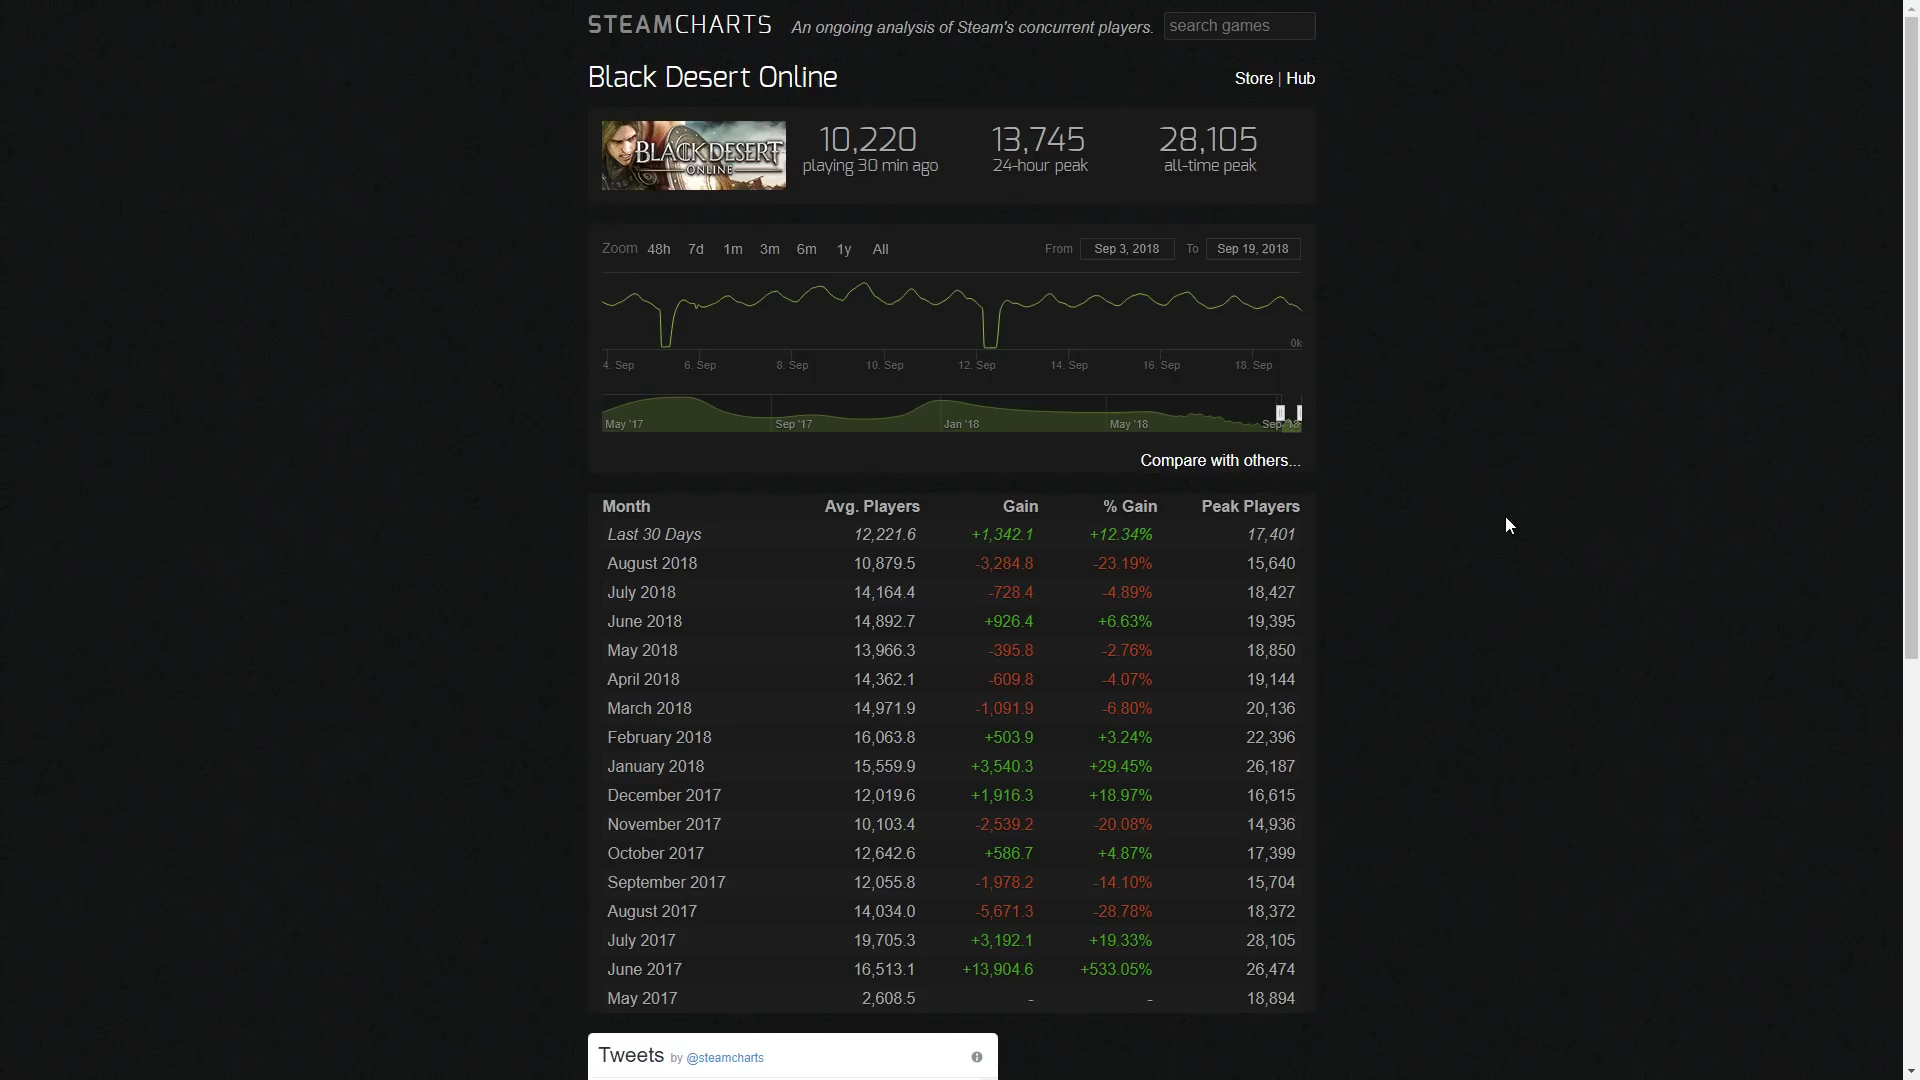 STEAMCHARTS An ongoing analysis of Steam's concurrent players. search games
Black Desert Online Store | Hub
BLACK DESERT
ONLINE
10,220 13,745 28,105
playing 30 min ago 24-hour peak all-time peak
Zoom 48h 7d 1m 3m 6m 1y All From Sep 3, 2018 To Sep 19, 2018
0k
4. Sep 6. Sep 8. Sep 10. Sep 12. Sep 14. Sep 16. Sep 18. Sep
May '17 Sep '17 Jan '18 May '18 Sep '18
Compare with others...
Month Avg. Players Gain % Gain Peak Players
Last 30 Days 12,221.6 +1,342.1 +12.34% 17,401
August 2018 10,879.5 -3,284.8 -23.19% 15,640
July 2018 14,164.4 -728.4 -4.89% 18,427
June 2018 14,892.7 +926.4 +6.63% 19,395
May 2018 13,966.3 -395.8 -2.76% 18,850
April 2018 14,362.1 -609.8 -4.07% 19,144
March 2018 14,971.9 -1,091.9 -6.80% 20,136
February 2018 16,063.8 +503.9 +3.24% 22,396
January 2018 15,559.9 +3,540.3 +29.45% 26,187
December 2017 12,019.6 +1,916.3 +18.97% 16,615
November 2017 10,103.4 -2,539.2 -20.08% 14,936
October 2017 12,642.6 +586.7 +4.87% 17,399
September 2017 12,055.8 -1,978.2 -14.10% 15,704
August 2017 14,034.0 -5,671.3 -28.78% 18,372
July 2017 19,705.3 +3,192.1 +19.33% 28,105
June 2017 16,513.1 +13,904.6 +533.05% 26,474
May 2017 2,608.5 - - 18,894
Tweets by @steamcharts